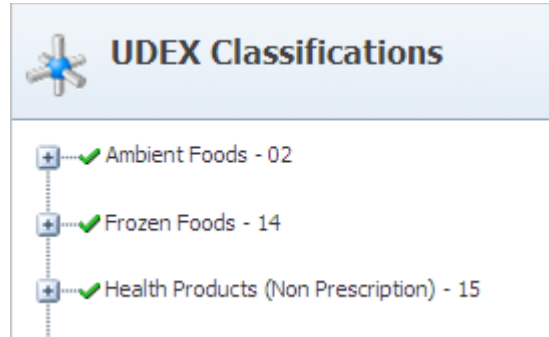 UDEX Classifications
Ambient Foods - 02
Frozen Foods - 14
Health Products (Non Prescription) - 15